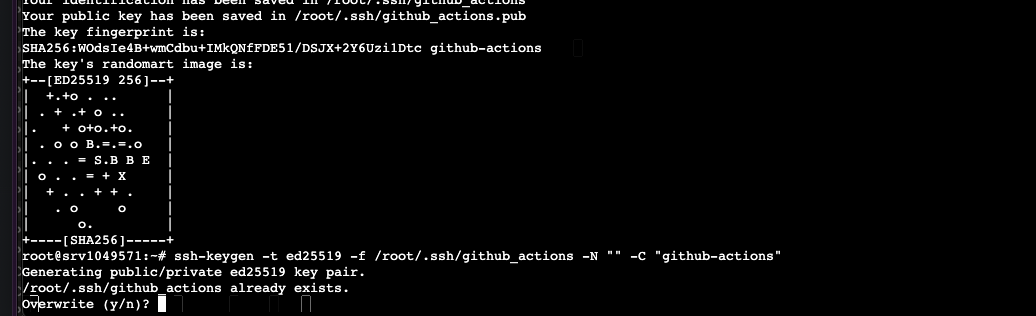 Your identification has been saved in /root/.ssh/github_actions
Your public key has been saved in /root/.ssh/github_actions.pub
The key fingerprint is:
SHA256:WOdsIe4B+wmCdbu+IMkQNfFDE51/DSJX+2Y6Uzi1Dtc github-actions
The key's randomart image is:
+--[ED25519 256]--+
|  +.+o . ..      |
| . + .+ o ..     |
|.   + o+o.+o.    |
| . o o B.=.=.o   |
|. . . = S.B B E  |
| o . . = + X     |
|  + . . + + .    |
|   . o     o     |
|      o.         |
+----[SHA256]-----+
root@srv1049571:~# ssh-keygen -t ed25519 -f /root/.ssh/github_actions -N "" -C "github-actions"
Generating public/private ed25519 key pair.
/root/.ssh/github_actions already exists.
Overwrite (y/n)?